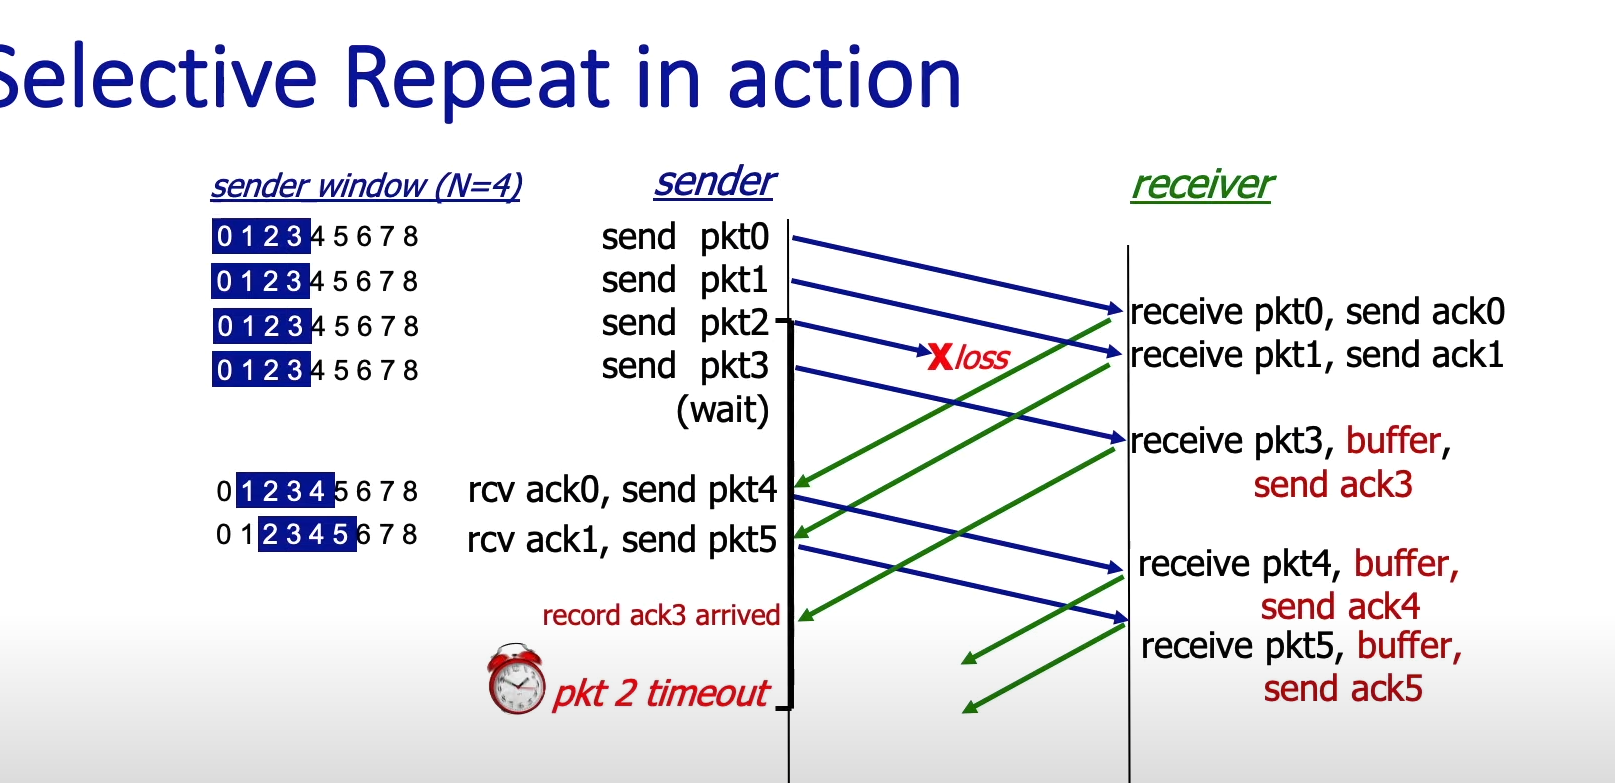 Selective Repeat in action
sender window (N=4)
sender
receiver
0 1 2 3 4 5 6 7 8
send pkt0
0 1 2 3 4 5 6 7 8
send pkt1
0 1 2 3 4 5 6 7 8
send pkt2
0 1 2 3 4 5 6 7 8
send pkt3
(wait)
X loss
receive pkt0, send ack0
receive pkt1, send ack1
receive pkt3, buffer,
send ack3
0 1 2 3 4 5 6 7 8
rcv ack0, send pkt4
0 1 2 3 4 5 6 7 8
rcv ack1, send pkt5
record ack3 arrived
pkt 2 timeout
receive pkt4, buffer,
send ack4
receive pkt5, buffer,
send ack5